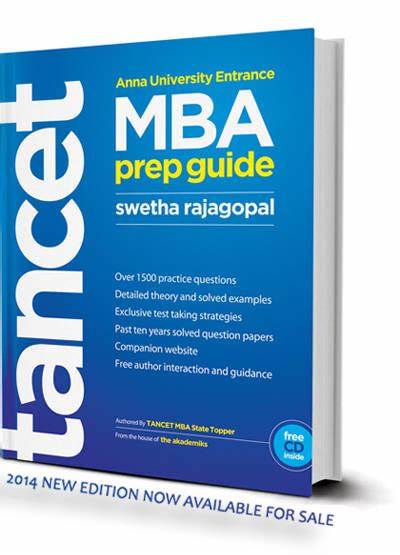 tancet
Anna University Entrance
MBA
prep guide
swetha rajagopal
Over 1500 practice questions
Detailed theory and solved examples
Exclusive test taking strategies
Past ten years solved question papers
Companion website
Free author interaction and guidance
Authored By TANCET MBA State Topper
From the house of the akademiks
free
CD
inside
2014 NEW EDITION NOW AVAILABLE FOR SALE